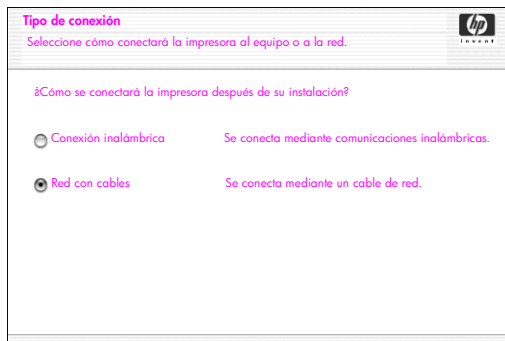 Tipo de conexión
Seleccione cómo conectará la impresora al equipo o a la red.
hp
invent
¿Cómo se conectará la impresora después de su instalación?
Conexión inalámbrica Se conecta mediante comunicaciones inalámbricas.
Red con cables Se conecta mediante un cable de red.